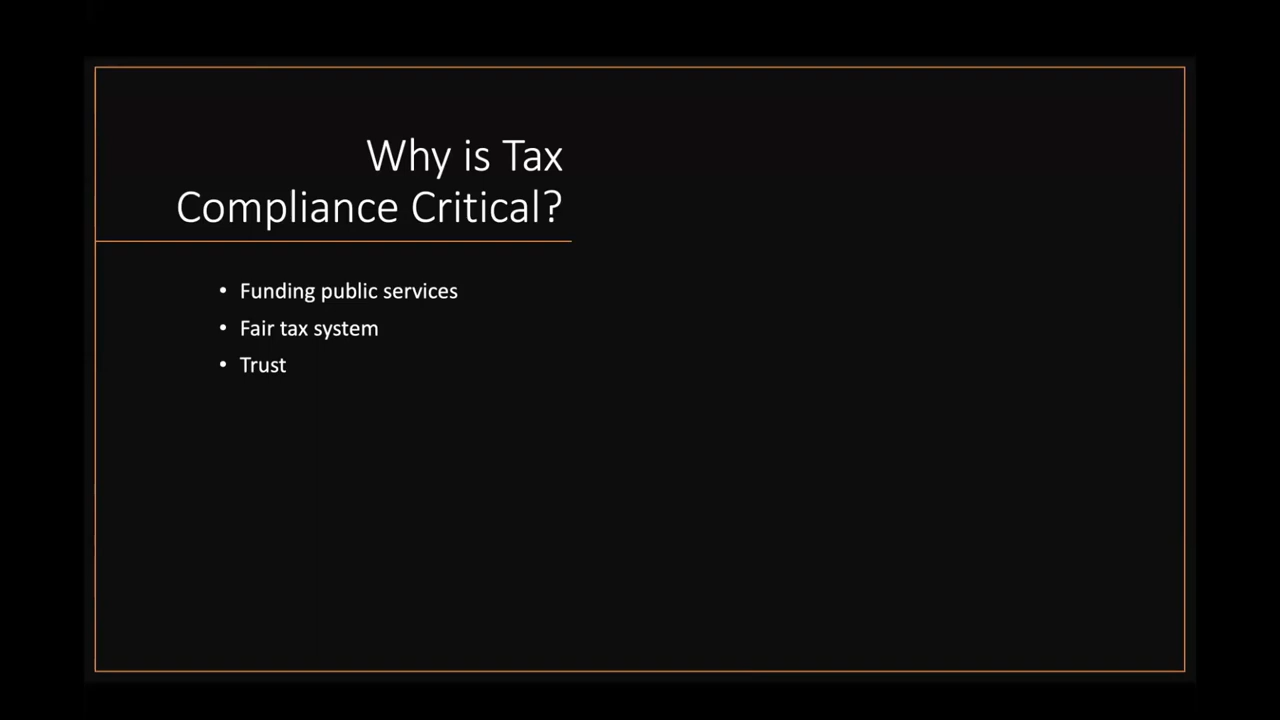 Why is Tax
Compliance Critical?
• Funding public services
• Fair tax system
• Trust